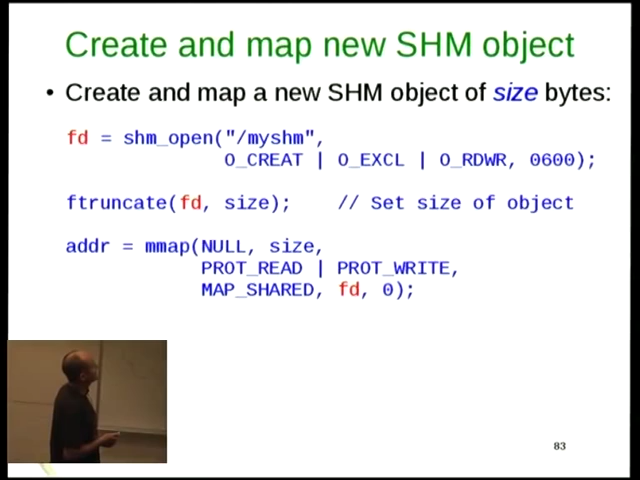 Create and map new SHM object
• Create and map a new SHM object of size bytes:
fd = shm_open("/myshm",
O_CREAT | O_EXCL | O_RDWR, 0600);
ftruncate(fd, size); // Set size of object
addr = mmap(NULL, size,
PROT_READ | PROT_WRITE,
MAP_SHARED, fd, 0);
83